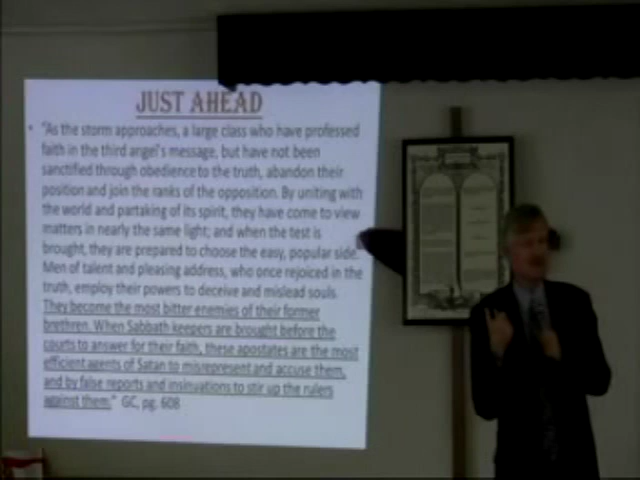 JUST AHEAD
• "As the storm approaches, a large class who have professed
faith in the third angel's message, but have not been
sanctified through obedience to the truth, abandon their
position and join the ranks of the opposition. By uniting with
the world and partaking of its spirit, they have come to view
matters in nearly the same light; and when the test is
brought, they are prepared to choose the easy, popular side.
Men of talent and pleasing address, who once rejoiced in the
truth, employ their powers to deceive and mislead souls.
They become the most bitter enemies of their former
brethren. When Sabbath keepers are brought before the
courts to answer for their faith, these apostates are the most
efficient agents of Satan to misrepresent and accuse them,
and by false reports and insinuations to stir up the rulers
against them." GC, pg. 608